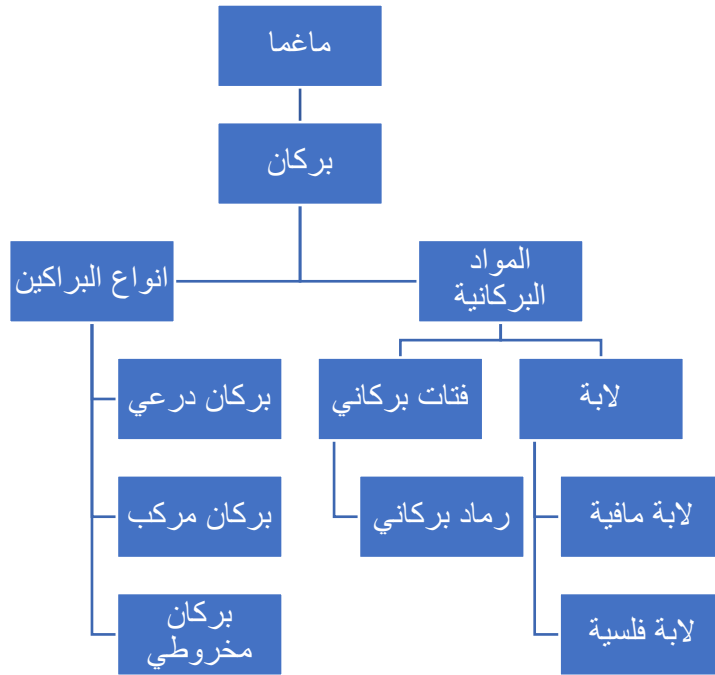 ماغما
بركان
المواد
البركانية
انواع البراكين
لابة
فتات بركاني
بركان درعي
لابة مافية
رماد بركاني
بركان مركب
لابة فلسية
بركان
مخروطي